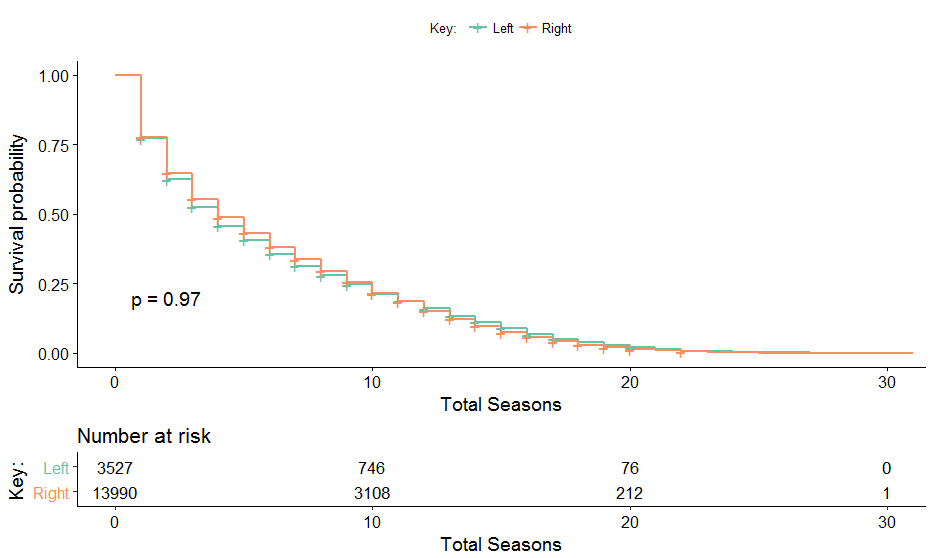 Key: Left Right
1.00
0.75
0.50
0.25
0.00
Survival probability
p = 0.97
0 10 20 30
Total Seasons
Number at risk
Key:
Left 3527 746 76 0
Right 13990 3108 212 1
0 10 20 30
Total Seasons